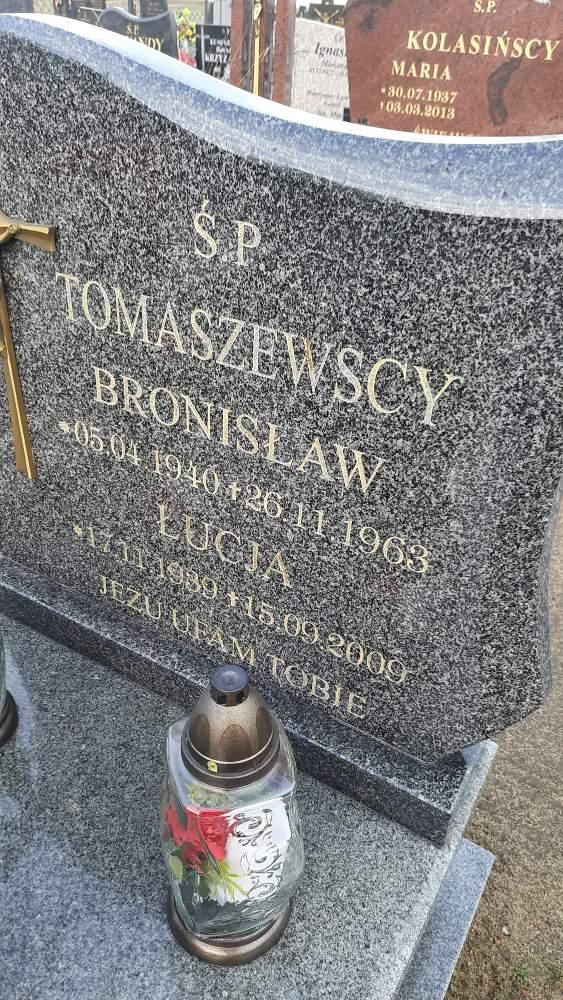 Ś.P.
KOLASIŃSCY
MARIA
*30.07.1937
†03.03.2013
Ś.P.
TOMASZEWSCY
BRONISŁAW
*05.04.1940 †26.11.1963
ŁUCJA
*17.11.1939 †15.09.2009
JEZU UFAM TOBIE